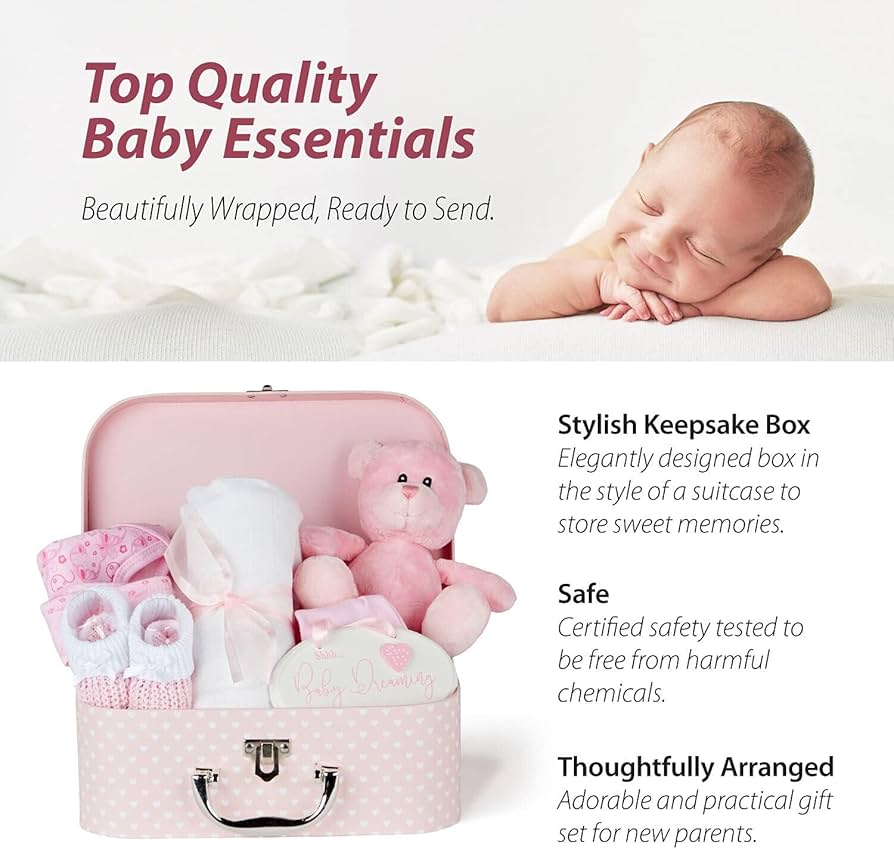 Top Quality
Baby Essentials
Beautifully Wrapped, Ready to Send.
Stylish Keepsake Box
Elegantly designed box in
the style of a suitcase to
store sweet memories.
Shhh...
Baby Dreaming
Safe
Certified safety tested to
be free from harmful
chemicals.
Thoughtfully Arranged
Adorable and practical gift
set for new parents.